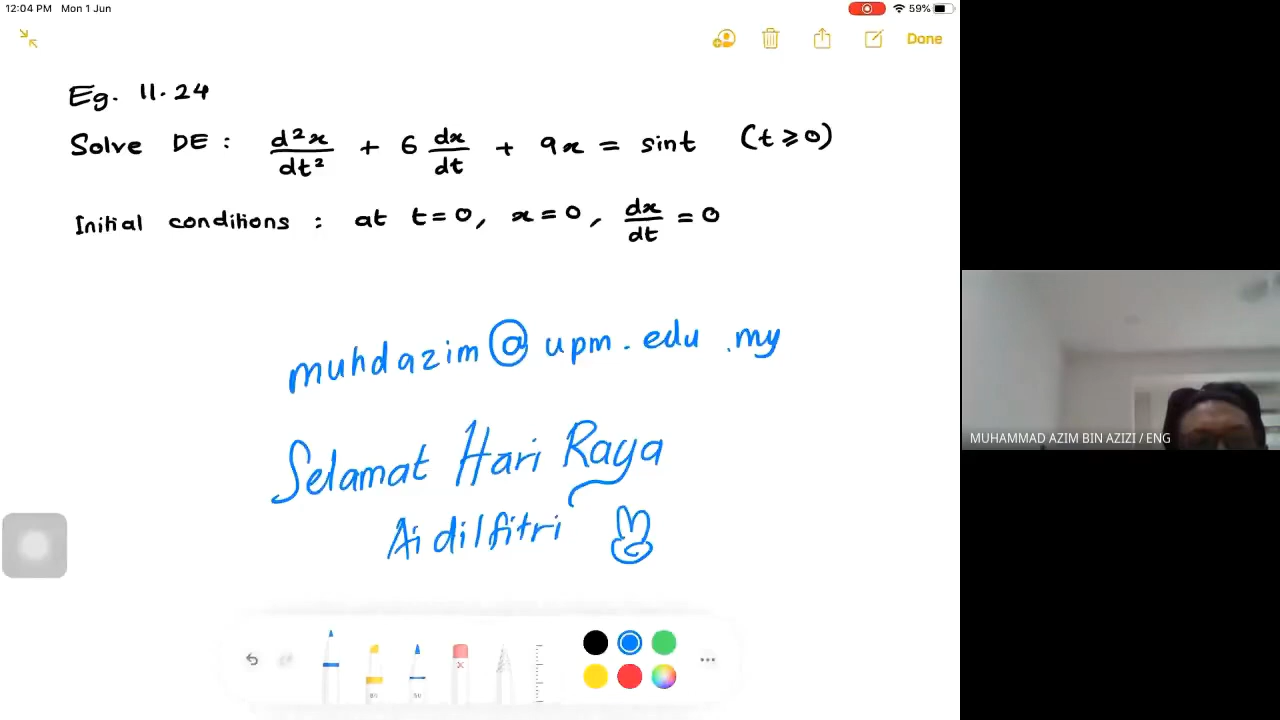 12:04 PM Mon 1 Jun
59%
Done
Eg. 11.24
Solve DE : d²x/dt² + 6 dx/dt + 9x = sint (t ≥ 0)
Initial conditions : at t=0, x=0, dx/dt = 0
muhdazim@upm.edu.my
Selamat Hari Raya
Aidilfitri
MUHAMMAD AZIM BIN AZIZI / ENG